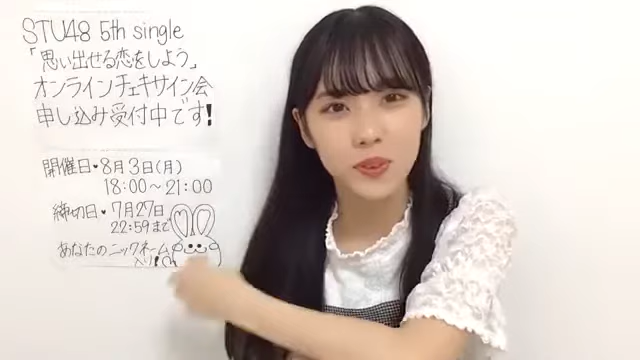 STU48 5th single
「思い出せる恋をしよう」
オンラインチェキサイン会
申し込み受付中です!
開催日・8月3日(月)
18:00〜21:00
締切日・7月27日
22:59まで
あなたのニックネーム
入り!